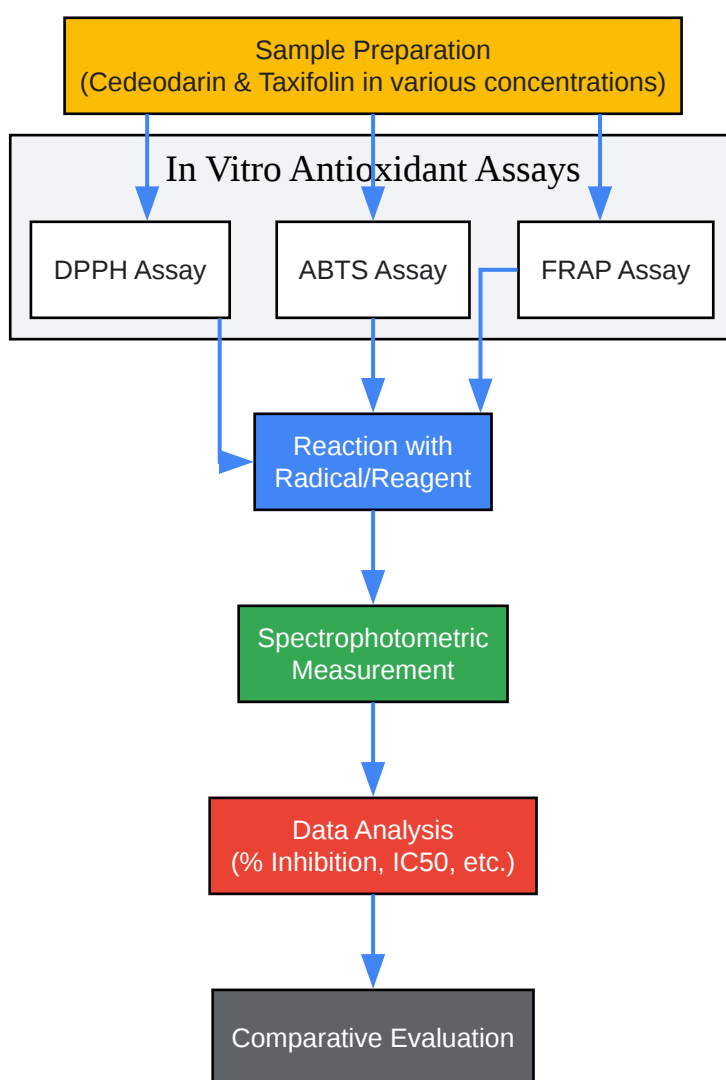 Sample Preparation
(Cedeodarin & Taxifolin in various concentrations)
In Vitro Antioxidant Assays
DPPH Assay
ABTS Assay
FRAP Assay
Reaction with
Radical/Reagent
Spectrophotometric
Measurement
Data Analysis
(% Inhibition, IC50, etc.)
Comparative Evaluation